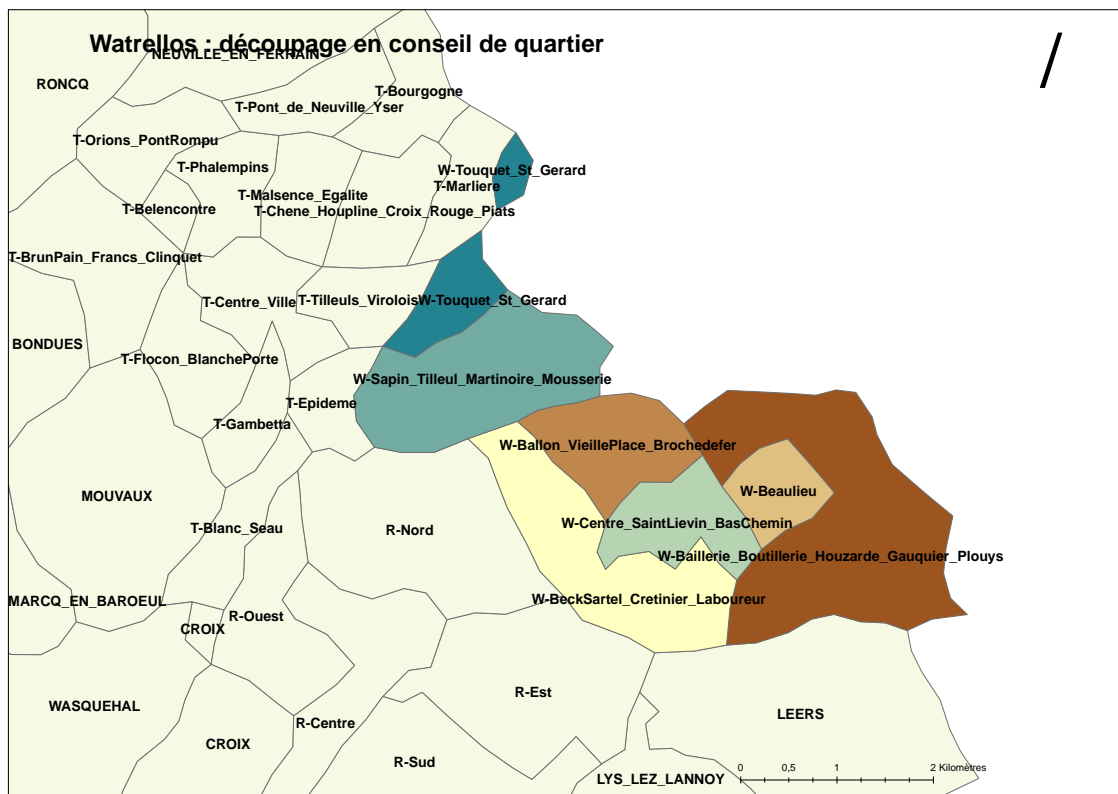 Watrellos : découpage en conseil de quartier
/
NEUVILLE_EN_FERRAIN
RONCQ
T-Bourgogne
T-Pont_de_Neuville_Yser
T-Orions_PontRompu
T-Phalempins
W-Touquet_St_Gerard
T-Marliere
T-Malsence_Egalite
T-Belencontre
T-Chene_Houpline_Croix_Rouge_Piats
T-BrunPain_Francs_Clinquet
T-Centre_Ville
T-Tilleuls_Virolois
W-Touquet_St_Gerard
BONDUES
T-Flocon_BlanchePorte
W-Sapin_Tilleul_Martinoire_Mousserie
T-Epideme
T-Gambetta
W-Ballon_VieillePlace_Brochedefer
W-Beaulieu
MOUVAUX
T-Blanc_Seau
R-Nord
W-Centre_SaintLievin_BasChemin
W-Baillerie_Boutillerie_Houzarde_Gauquier_Plouys
MARCQ_EN_BAROEUL
W-BeckSartel_Cretinier_Laboureur
R-Ouest
CROIX
R-Est
WASQUEHAL
LEERS
R-Centre
CROIX
R-Sud
LYS_LEZ_LANNOY
0 0,5 1 2 Kilomètres